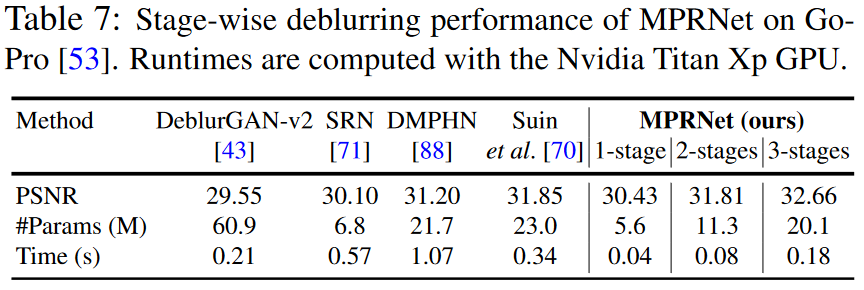 Table 7: Stage-wise deblurring performance of MPRNet on Go-
Pro [53]. Runtimes are computed with the Nvidia Titan Xp GPU.
Method DeblurGAN-v2 SRN DMPHN Suin MPRNet (ours)
[43] [71] [88] et al. [70] 1-stage 2-stages 3-stages
PSNR 29.55 30.10 31.20 31.85 30.43 31.81 32.66
#Params (M) 60.9 6.8 21.7 23.0 5.6 11.3 20.1
Time (s) 0.21 0.57 1.07 0.34 0.04 0.08 0.18